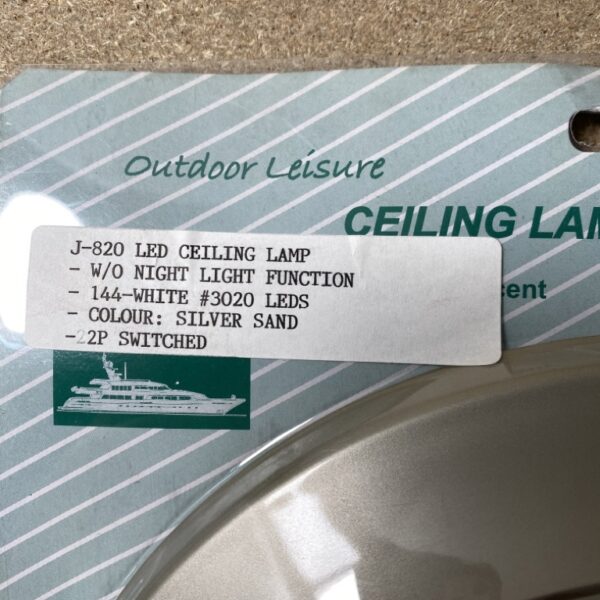 Outdoor Leisure
CEILING LAM
cent
J-820 LED CEILING LAMP
- W/O NIGHT LIGHT FUNCTION
- 144-WHITE #3020 LEDS
- COLOUR: SILVER SAND
-22P SWITCHED